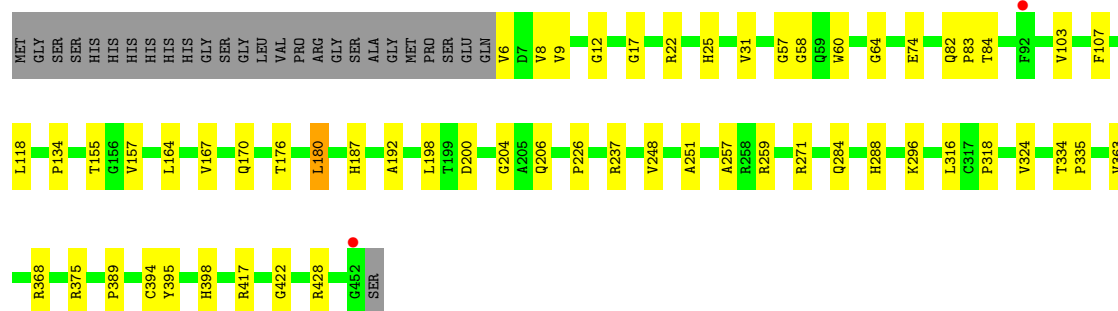 MET GLY SER SER HIS HIS HIS HIS HIS HIS GLY SER GLY LEU VAL PRO ARG GLY SER ALA GLY MET PRO SER GLU GLN V6 D7 V8 V9 G12 G17 R22 H25 V31 G57 G58 Q59 W60 G64 E74 Q82 P83 T84 F92 V103 F107
L118 P134 T155 G156 V157 L164 V167 Q170 T176 L180 H187 A192 L198 T199 D200 G204 A205 Q206 P226 R237 V248 A251 A257 R258 R259 R271 Q284 H288 K296 L316 C317 P318 V324 T334 P335 V363
R368 R375 P389 C394 Y395 H398 R417 G422 R428 G452 SER